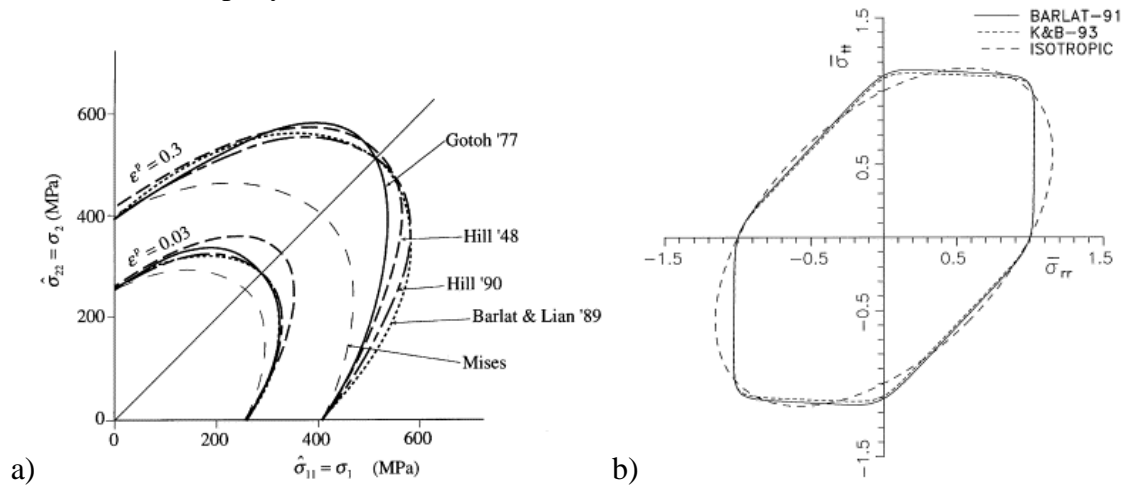 600
400
200
0
σ̂₂₂ = σ₂ (MPa)
εᵖ = 0.3
εᵖ = 0.03
Gotoh '77
Hill '48
Hill '90
Barlat & Lian '89
Mises
0
200
400
600
σ̂₁₁ = σ₁ (MPa)
a)
BARLAT-91
K&B-93
ISOTROPIC
σ̄tt
1.5
0.5
-1.5
-0.5
0.5
1.5
σ̄rr
-0.5
-1.5
b)